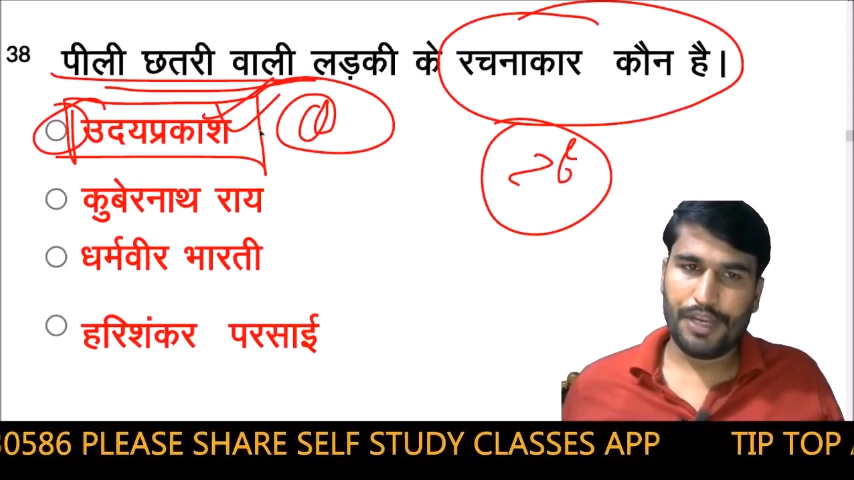 38 पीली छतरी वाली लड़की के रचनाकार कौन है।
उदयप्रकाश
कुबेरनाथ राय
धर्मवीर भारती
हरिशंकर परसाई
30586 PLEASE SHARE SELF STUDY CLASSES APP TIP TOP